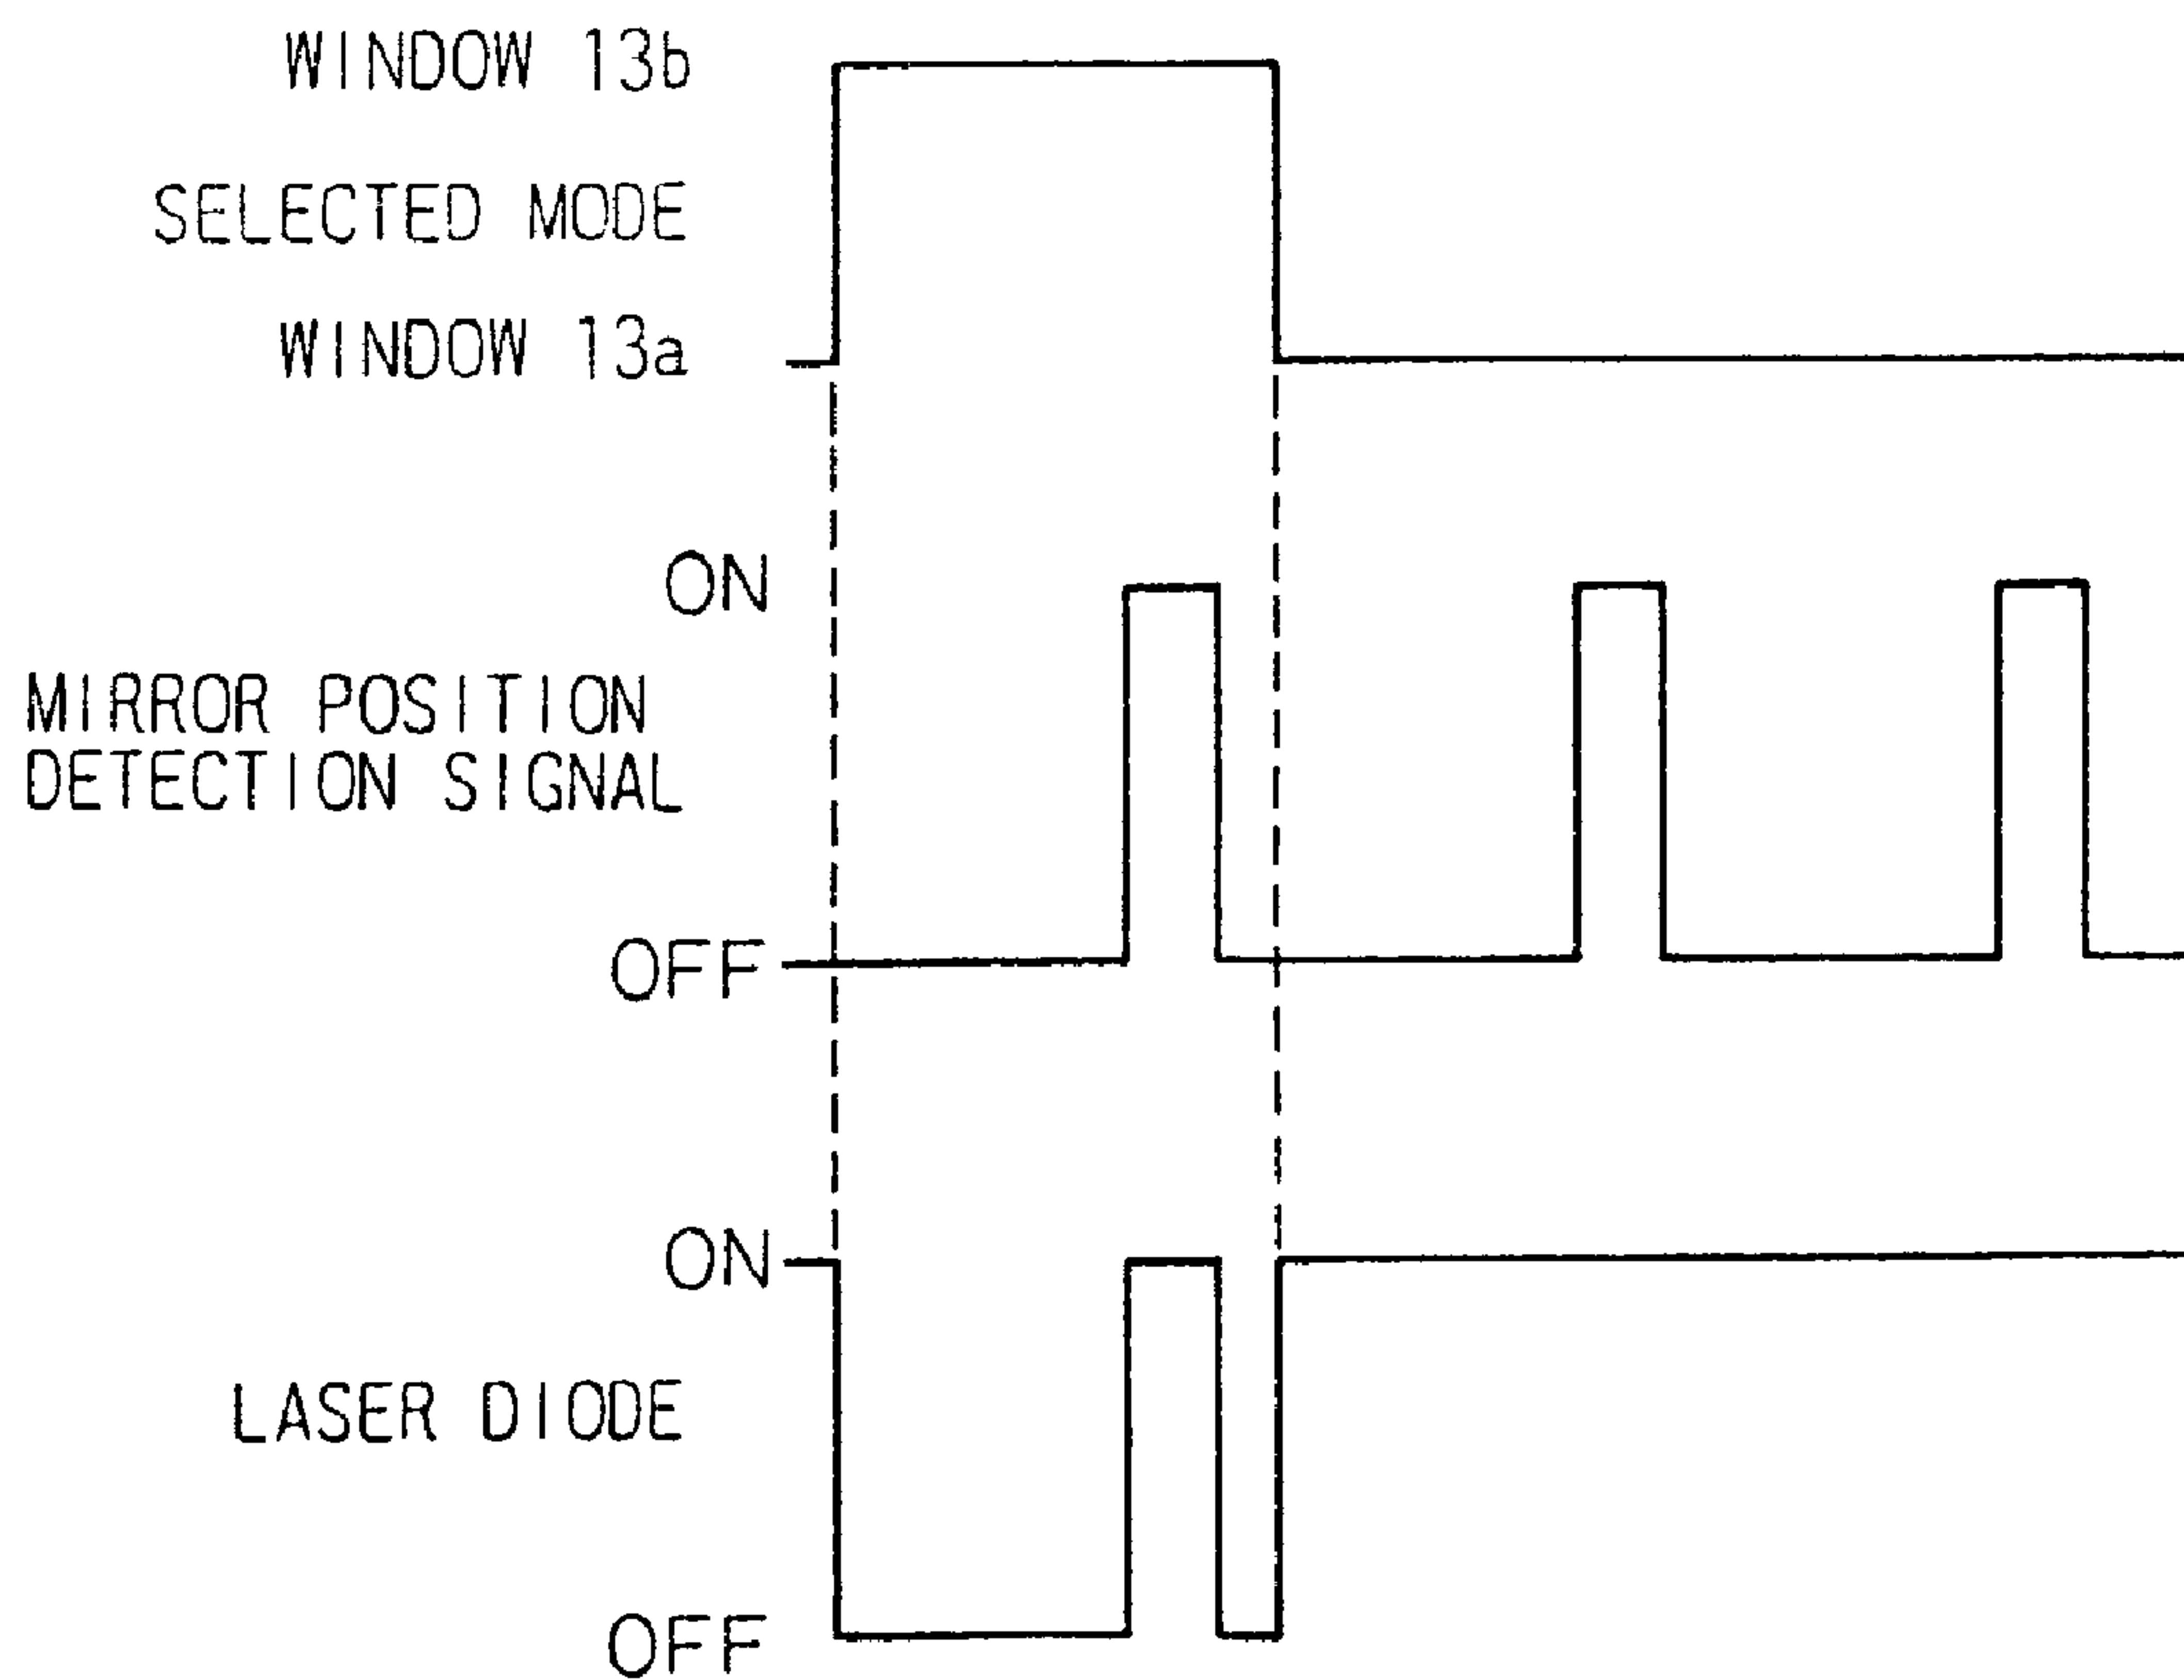 WINDOW 13b
SELECTED MODE
WINDOW 13a
ON
MIRROR POSITION
DETECTION SIGNAL
OFF
ON
LASER DIODE
OFF